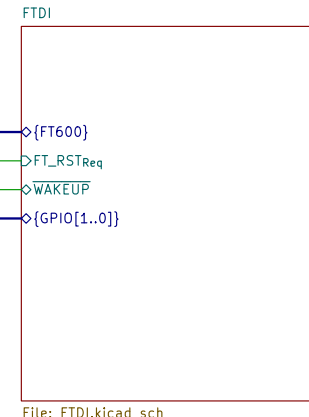 FTDI
{FT600}
FT_RSTReq
WAKEUP
{GPIO[1..0]}
File: FTDI.kicad_sch